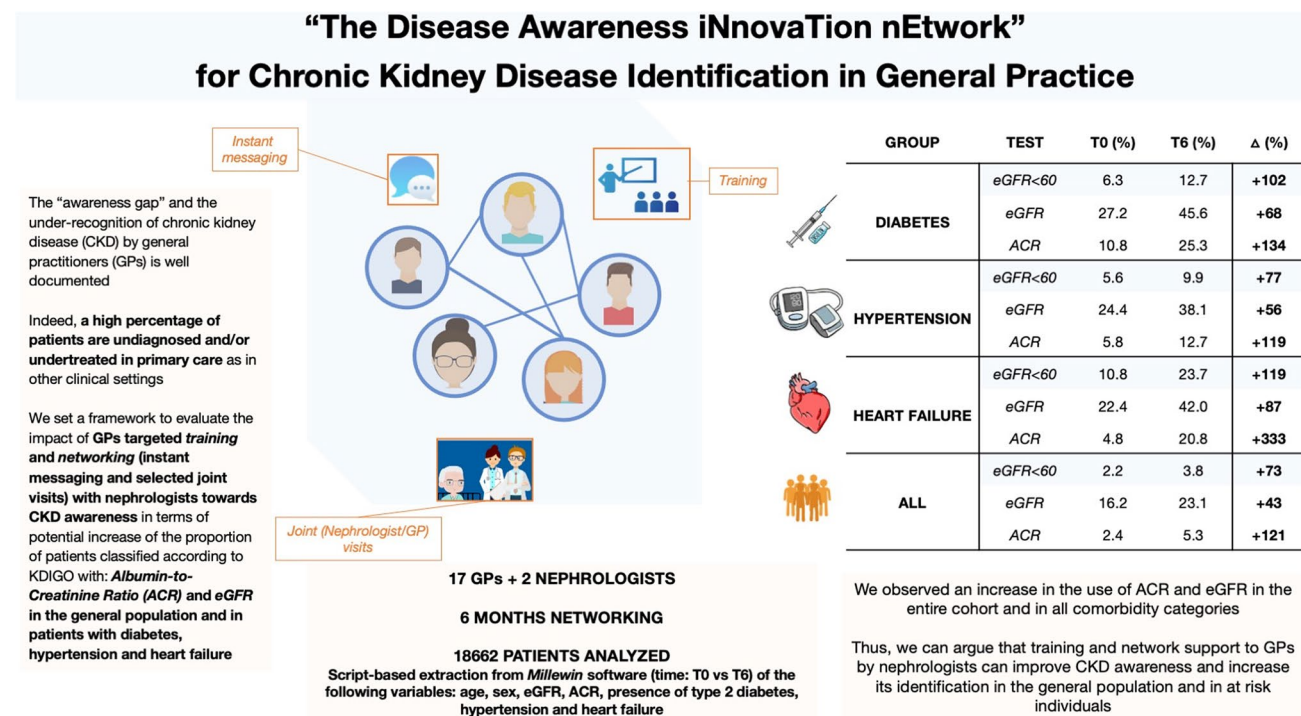 “The Disease Awareness iNnovaTion nEtwork”
for Chronic Kidney Disease Identification in General Practice
The “awareness gap” and the
under-recognition of chronic kidney
disease (CKD) by general
practitioners (GPs) is well
documented
Indeed, a high percentage of
patients are undiagnosed and/or
undertreated in primary care as in
other clinical settings
We set a framework to evaluate the
impact of GPs targeted training
and networking (instant
messaging and selected joint
visits) with nephrologists towards
CKD awareness in terms of
potential increase of the proportion
of patients classified according to
KDIGO with: Albumin-to-
Creatinine Ratio (ACR) and eGFR
in the general population and in
patients with diabetes,
hypertension and heart failure
Instant
messaging
Training
Joint (Nephrologist/GP)
visits
17 GPs + 2 NEPHROLOGISTS
6 MONTHS NETWORKING
18662 PATIENTS ANALYZED
Script-based extraction from Millewin software (time: T0 vs T6) of the
following variables: age, sex, eGFR, ACR, presence of type 2 diabetes,
hypertension and heart failure
GROUP TEST T0 (%) T6 (%) Δ (%)
DIABETES
eGFR<60 6.3 12.7 +102
eGFR 27.2 45.6 +68
ACR 10.8 25.3 +134
HYPERTENSION
eGFR<60 5.6 9.9 +77
eGFR 24.4 38.1 +56
ACR 5.8 12.7 +119
HEART FAILURE
eGFR<60 10.8 23.7 +119
eGFR 22.4 42.0 +87
ACR 4.8 20.8 +333
ALL
eGFR<60 2.2 3.8 +73
eGFR 16.2 23.1 +43
ACR 2.4 5.3 +121
We observed an increase in the use of ACR and eGFR in the
entire cohort and in all comorbidity categories
Thus, we can argue that training and network support to GPs
by nephrologists can improve CKD awareness and increase
its identification in the general population and in at risk
individuals